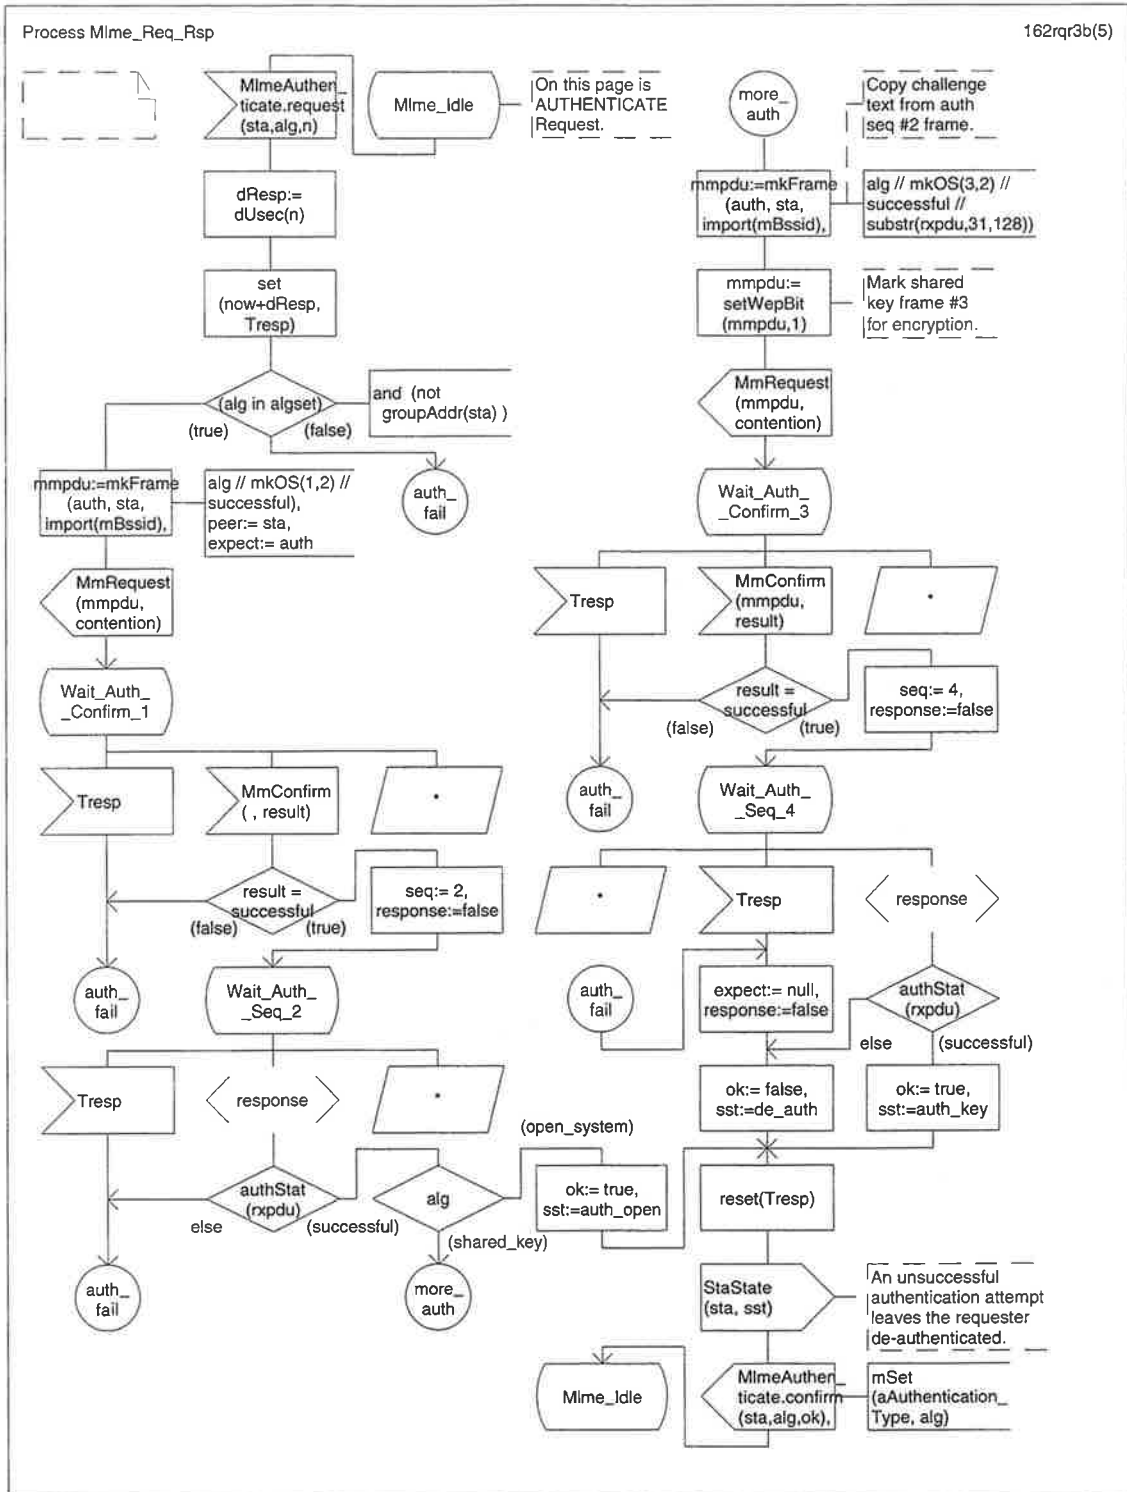 Process Mlme_Req_Rsp
162rqr3b(5)
MlmeAuthen_
ticate.request
(sta,alg,n)
Mlme_Idle
On this page is
AUTHENTICATE
Request.
dResp:=
dUsec(n)
set
(now+dResp,
Tresp)
(alg in algset)
and (not
groupAddr(sta) )
(true)
(false)
auth_
fail
mmpdu:=mkFrame
(auth, sta,
import(mBssid),
alg // mkOS(1,2) //
successful),
peer:= sta,
expect:= auth
MmRequest
(mmpdu,
contention)
Wait_Auth_
_Confirm_1
Tresp
MmConfirm
( , result)
*
result =
successful
(false)
(true)
seq:= 2,
response:=false
auth_
fail
Wait_Auth_
_Seq_2
Tresp
response
*
authStat
(rxpdu)
else
(successful)
alg
(open_system)
(shared_key)
ok:= true,
sst:=auth_open
auth_
fail
more_
auth
more_
auth
Copy challenge
text from auth
seq #2 frame.
mmpdu:=mkFrame
(auth, sta,
import(mBssid),
alg // mkOS(3,2) //
successful //
substr(rxpdu,31,128))
mmpdu:=
setWepBit
(mmpdu,1)
Mark shared
key frame #3
for encryption.
MmRequest
(mmpdu,
contention)
Wait_Auth_
_Confirm_3
Tresp
MmConfirm
(mmpdu,
result)
*
result =
successful
(false)
(true)
seq:= 4,
response:=false
auth_
fail
Wait_Auth_
_Seq_4
*
Tresp
response
auth_
fail
expect:= null,
response:=false
authStat
(rxpdu)
else
(successful)
ok:= false,
sst:=de_auth
ok:= true,
sst:=auth_key
reset(Tresp)
StaState
(sta, sst)
An unsuccessful
authentication attempt
leaves the requester
de-authenticated.
Mlme_Idle
MlmeAuthen_
ticate.confirm
(sta,alg,ok),
mSet
(aAuthentication_
Type, alg)